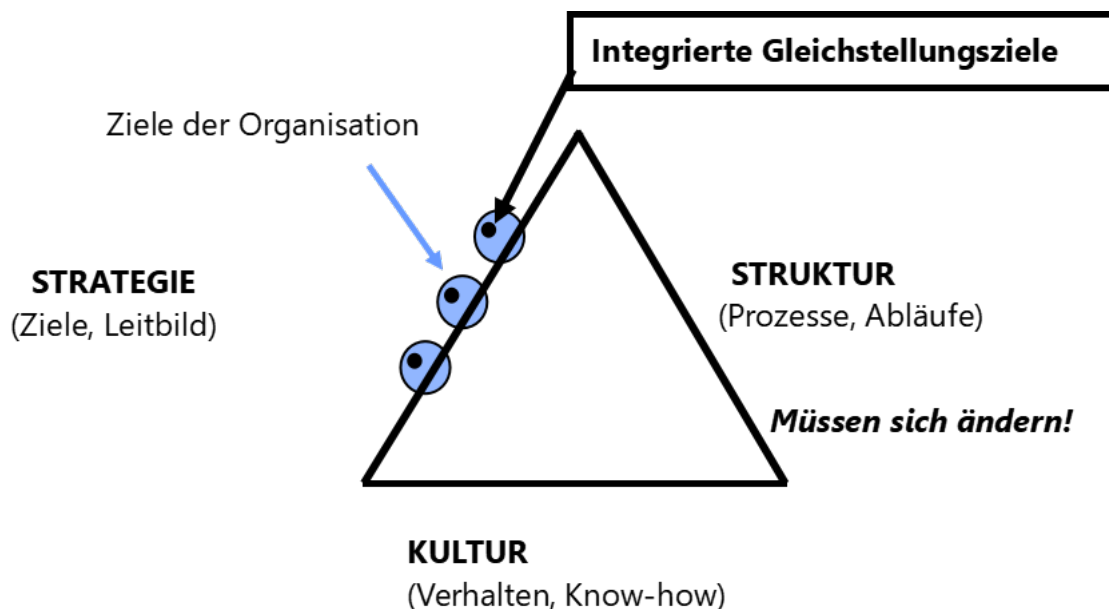 Integrierte Gleichstellungsziele
Ziele der Organisation
STRATEGIE
(Ziele, Leitbild)
STRUKTUR
(Prozesse, Abläufe)
Müssen sich ändern!
KULTUR
(Verhalten, Know-how)